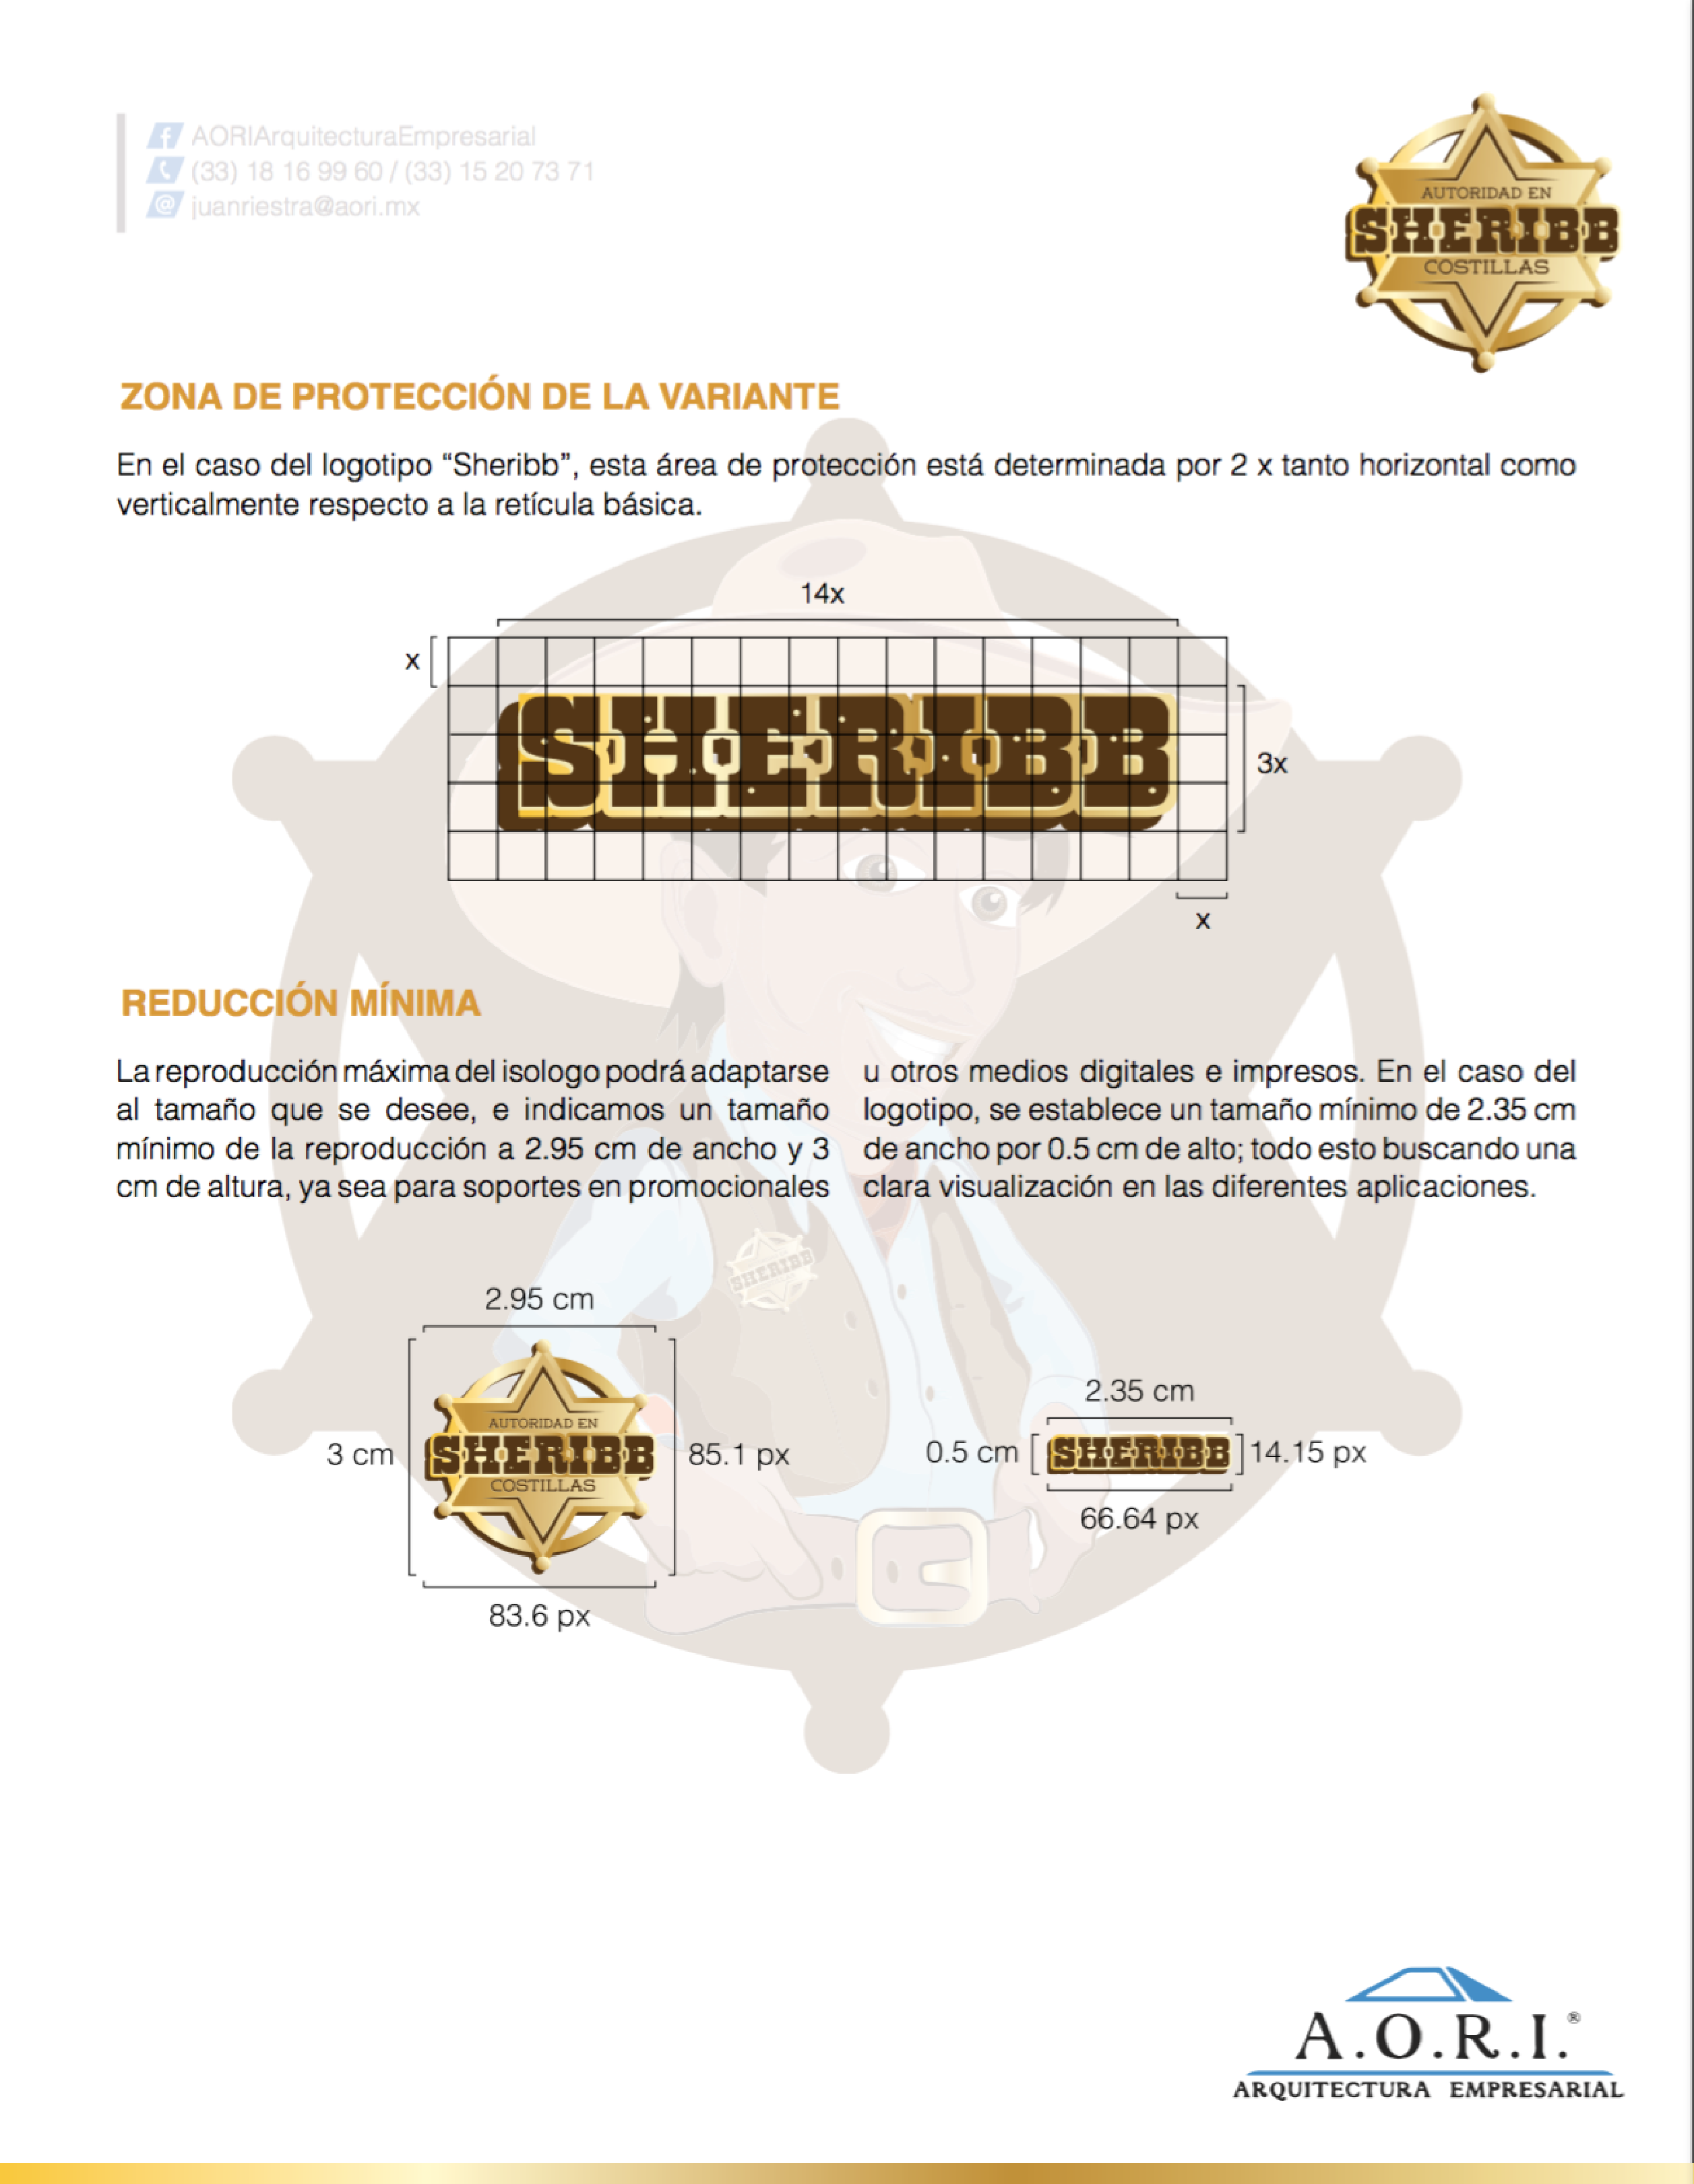 AORIArquitecturaEmpresarial
(33) 18 16 99 60 / (33) 15 20 73 71
juanriestra@aori.mx
AUTORIDAD EN
SHERIBB
COSTILLAS
ZONA DE PROTECCIÓN DE LA VARIANTE
En el caso del logotipo “Sheribb”, esta área de protección está determinada por 2 x tanto horizontal como
verticalmente respecto a la retícula básica.
14x
x
SHERIBB
3x
x
REDUCCIÓN MÍNIMA
La reproducción máxima del isologo podrá adaptarse
al tamaño que se desee, e indicamos un tamaño
mínimo de la reproducción a 2.95 cm de ancho y 3
cm de altura, ya sea para soportes en promocionales
u otros medios digitales e impresos. En el caso del
logotipo, se establece un tamaño mínimo de 2.35 cm
de ancho por 0.5 cm de alto; todo esto buscando una
clara visualización en las diferentes aplicaciones.
SHERIBB
2.95 cm
3 cm
AUTORIDAD EN
SHERIBB
COSTILLAS
85.1 px
83.6 px
2.35 cm
0.5 cm
SHERIBB
14.15 px
66.64 px
A.O.R.I.®
ARQUITECTURA EMPRESARIAL